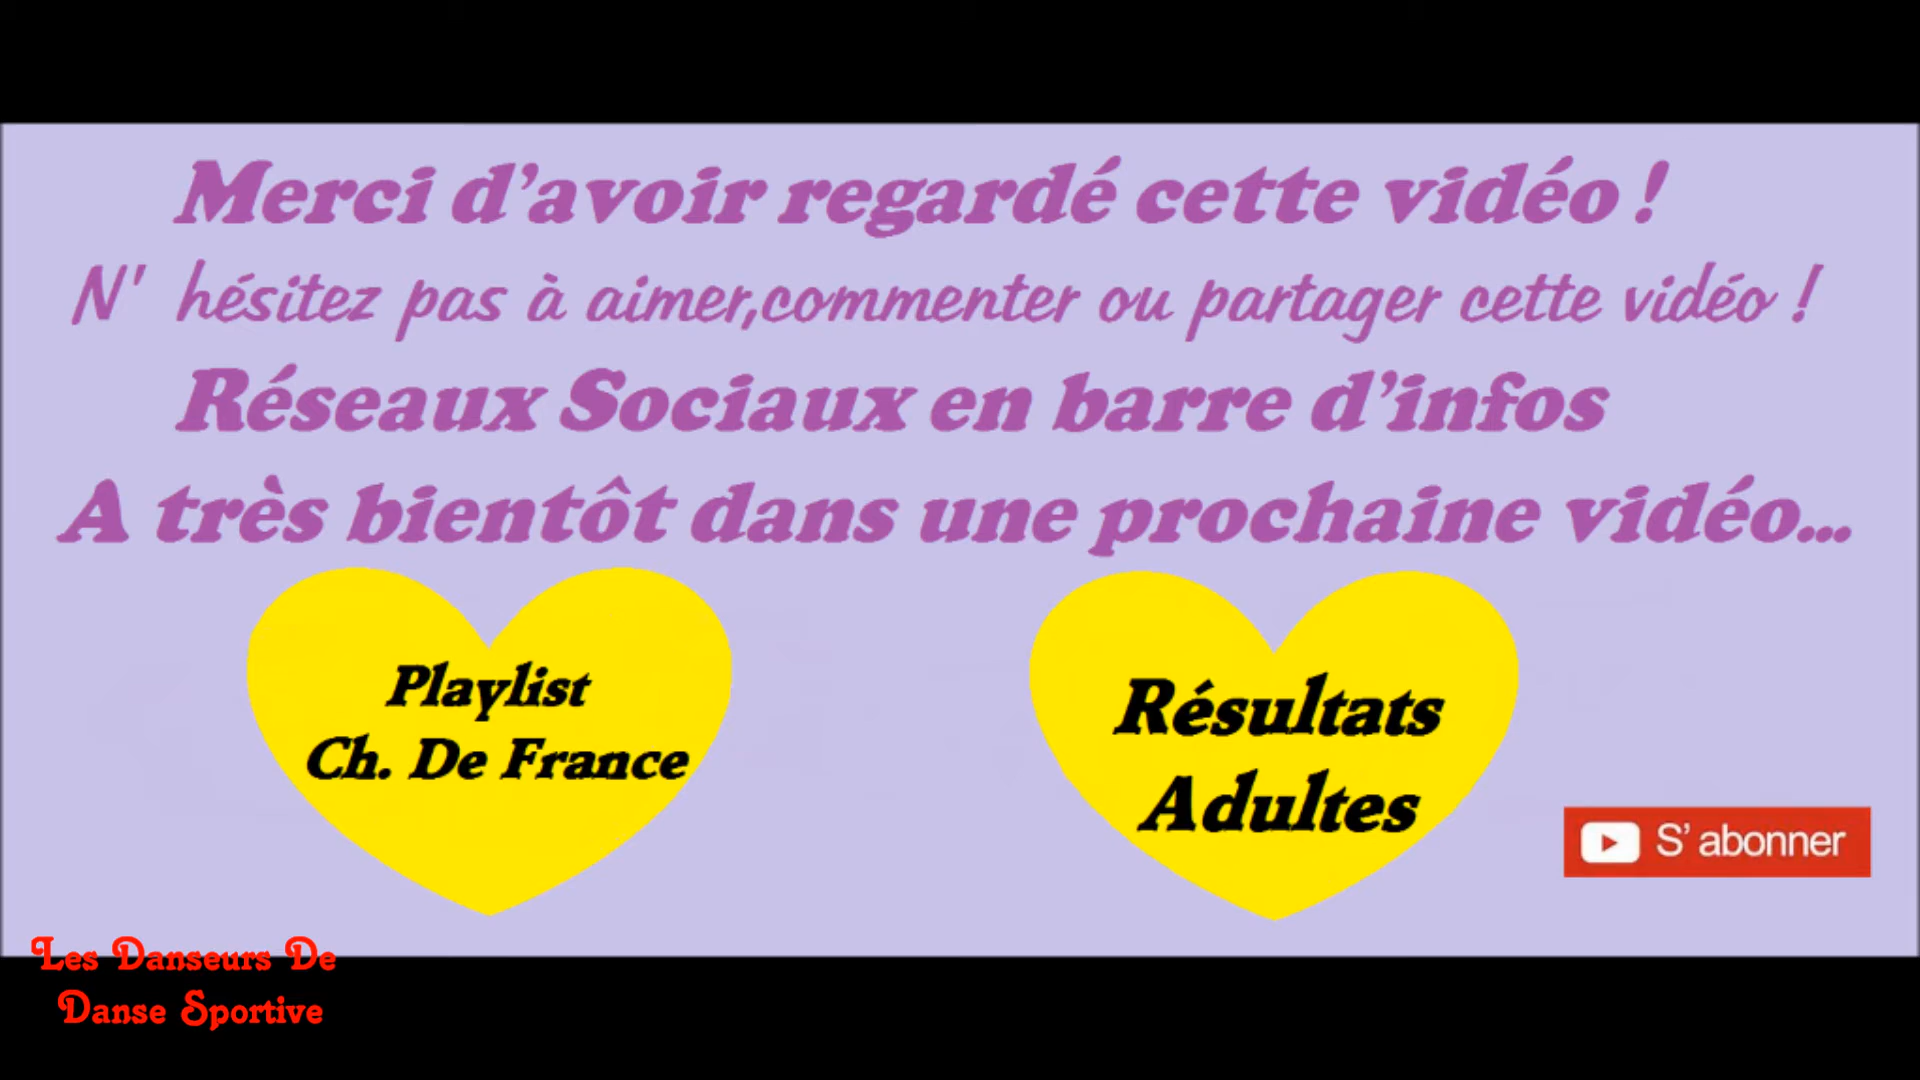 Merci d’avoir regardé cette vidéo !
N' hésitez pas à aimer,commenter ou partager cette vidéo !
Réseaux Sociaux en barre d’infos
A très bientôt dans une prochaine vidéo...
Playlist
Ch. De France
Résultats
Adultes
S’ abonner
Les Danseurs De
Danse Sportive